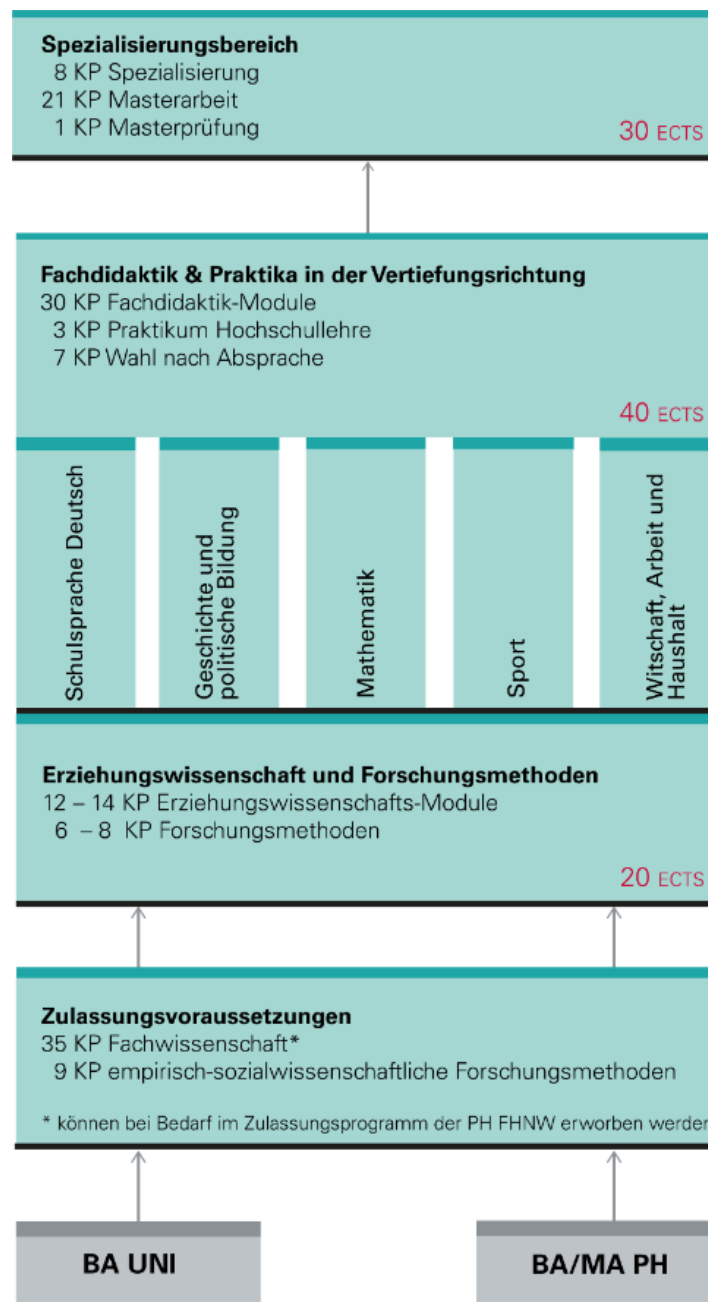 Spezialisierungsbereich
8 KP Spezialisierung
21 KP Masterarbeit
1 KP Masterprüfung
30 ECTS
Fachdidaktik & Praktika in der Vertiefungsrichtung
30 KP Fachdidaktik-Module
3 KP Praktikum Hochschullehre
7 KP Wahl nach Absprache
40 ECTS
Schulsprache Deutsch
Geschichte und
politische Bildung
Mathematik
Sport
Witschaft, Arbeit und
Haushalt
Erziehungswissenschaft und Forschungsmethoden
12 – 14 KP Erziehungswissenschafts-Module
6 – 8 KP Forschungsmethoden
20 ECTS
Zulassungsvoraussetzungen
35 KP Fachwissenschaft*
9 KP empirisch-sozialwissenschaftliche Forschungsmethoden
* können bei Bedarf im Zulassungsprogramm der PH FHNW erworben werden
BA UNI
BA/MA PH